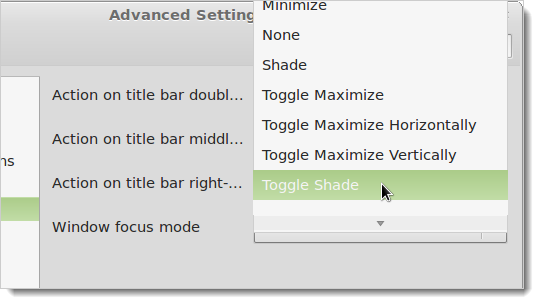 Minimize
Advanced Setting
None
Shade
Action on title bar doubl...
Toggle Maximize
Action on title bar middl...
Toggle Maximize Horizontally
ns
Toggle Maximize Vertically
Action on title bar right-...
Toggle Shade
Window focus mode